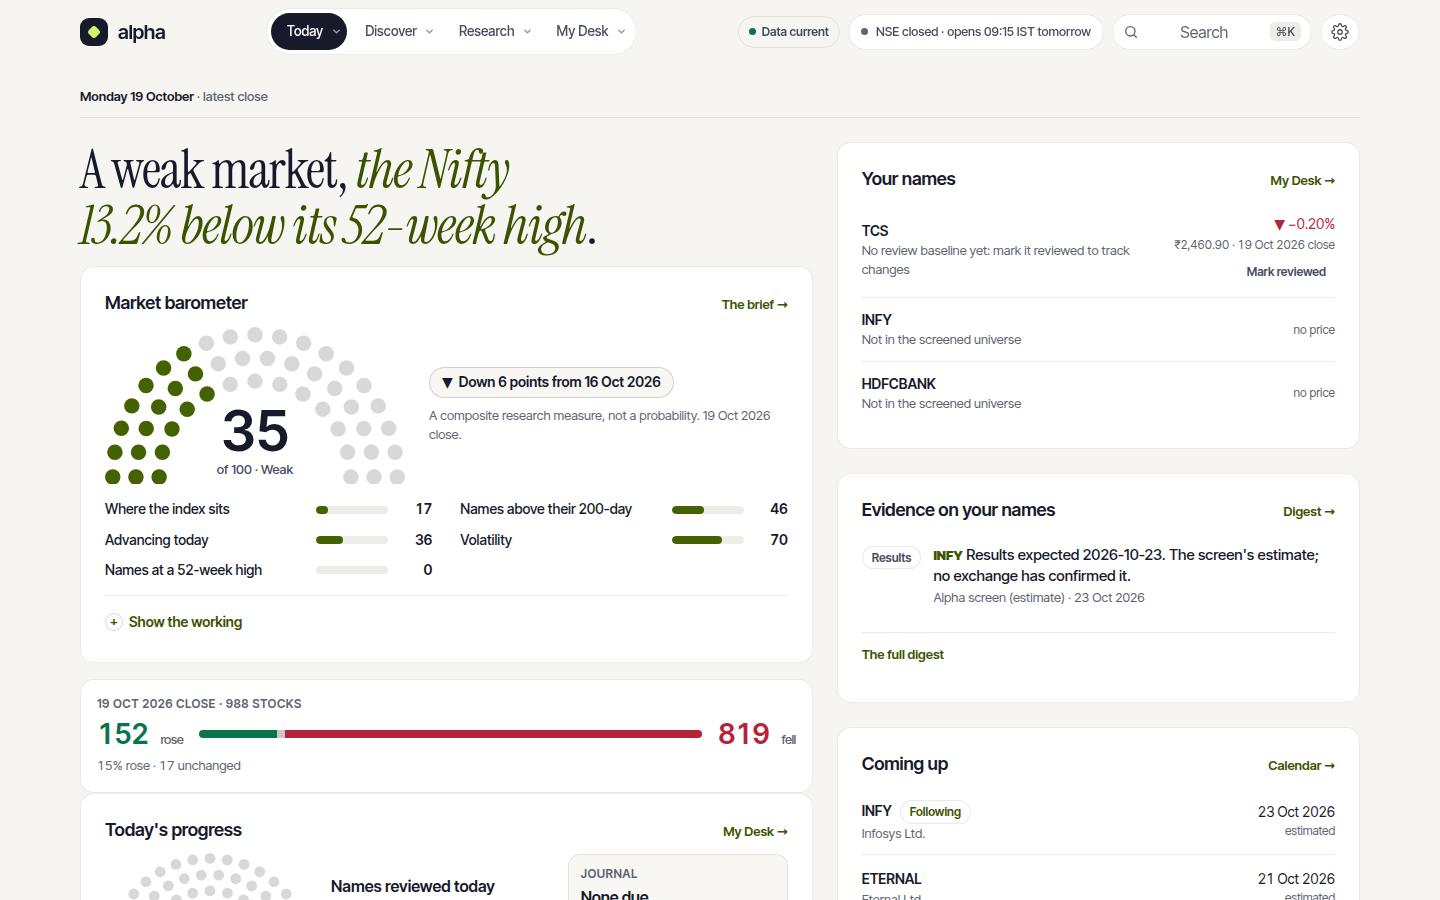 alpha
Today
Discover
Research
My Desk
Data current
NSE closed · opens 09:15 IST tomorrow
Search
⌘K
Monday 19 October · latest close
A weak market, the Nifty
13.2% below its 52-week high.
Market barometer
The brief →
35
of 100 · Weak
▼ Down 6 points from 16 Oct 2026
A composite research measure, not a probability. 19 Oct 2026
close.
Where the index sits 17
Names above their 200-day 46
Advancing today 36
Volatility 70
Names at a 52-week high 0
+ Show the working
19 OCT 2026 CLOSE · 988 STOCKS
152 rose
819 fell
15% rose · 17 unchanged
Today's progress
My Desk →
Names reviewed today
JOURNAL
None due
Your names
My Desk →
TCS
No review baseline yet: mark it reviewed to track
changes
▼ −0.20%
₹2,460.90 · 19 Oct 2026 close
Mark reviewed
INFY
Not in the screened universe
no price
HDFCBANK
Not in the screened universe
no price
Evidence on your names
Digest →
Results
INFY Results expected 2026-10-23. The screen's estimate;
no exchange has confirmed it.
Alpha screen (estimate) · 23 Oct 2026
The full digest
Coming up
Calendar →
INFY Following
Infosys Ltd.
23 Oct 2026
estimated
ETERNAL
Eternal Ltd.
21 Oct 2026
estimated